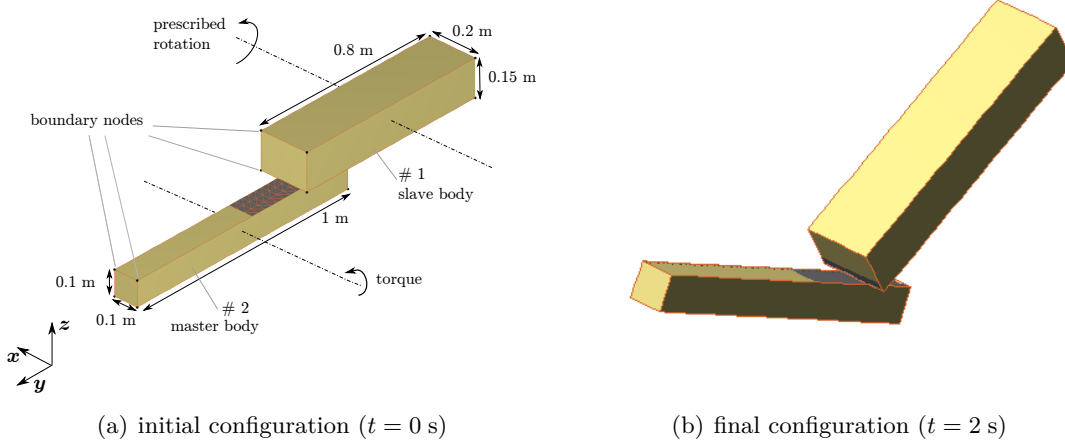 prescribed
rotation
0.8 m
0.2 m
0.15 m
boundary nodes
# 1
slave body
1 m
torque
0.1 m
0.1 m
# 2
master body
z
x
y
(a) initial configuration (t = 0 s)
(b) final configuration (t = 2 s)